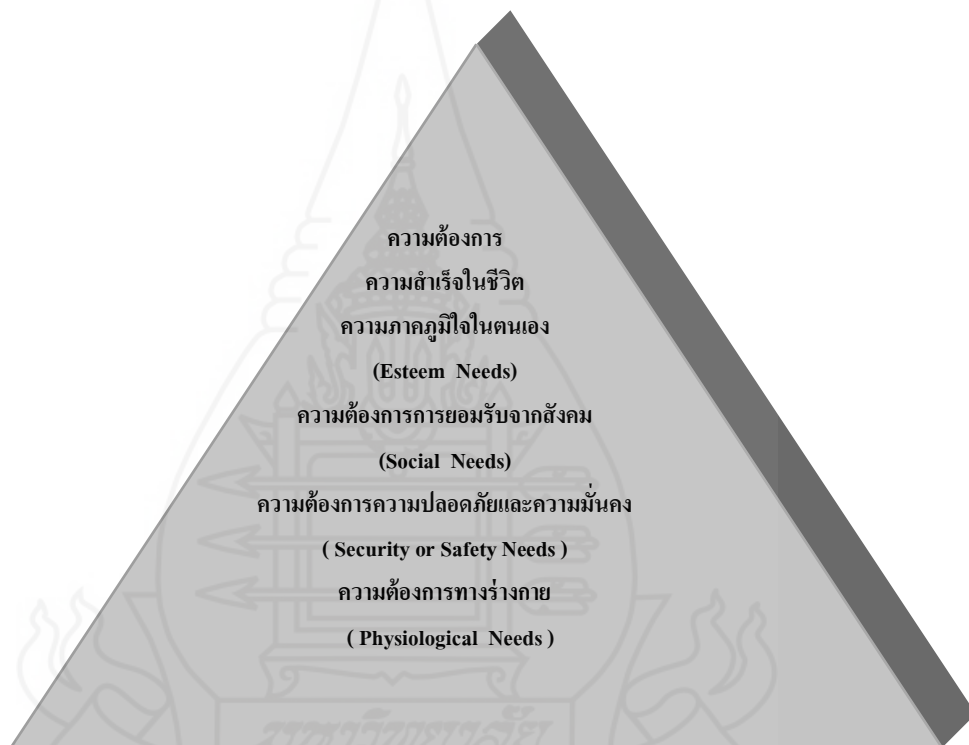 ความต้องการ
ความสำเร็จในชีวิต
ความภาคภูมิใจในตนเอง
(Esteem Needs)
ความต้องการการยอมรับจากสังคม
(Social Needs)
ความต้องการความปลอดภัยและความมั่นคง
( Security or Safety Needs )
ความต้องการทางร่างกาย
( Physiological Needs )